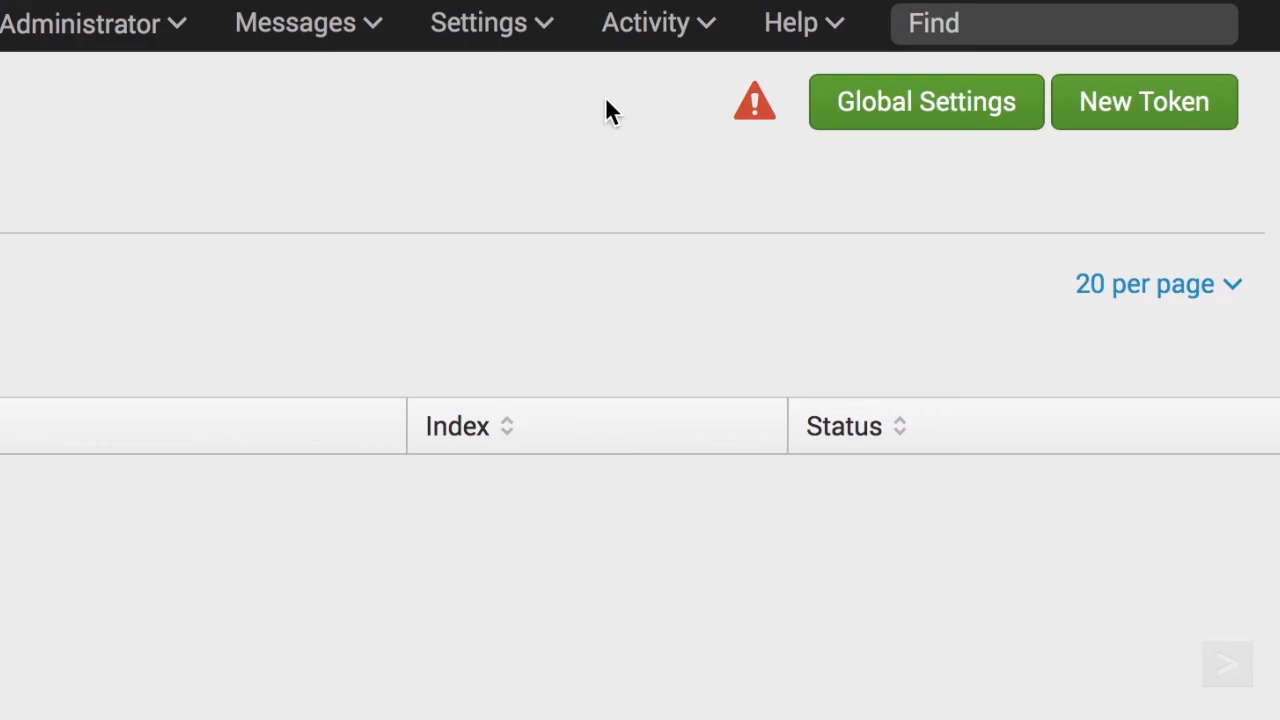 Administrator Messages Settings Activity Help Find
Global Settings New Token
20 per page
Index Status
>